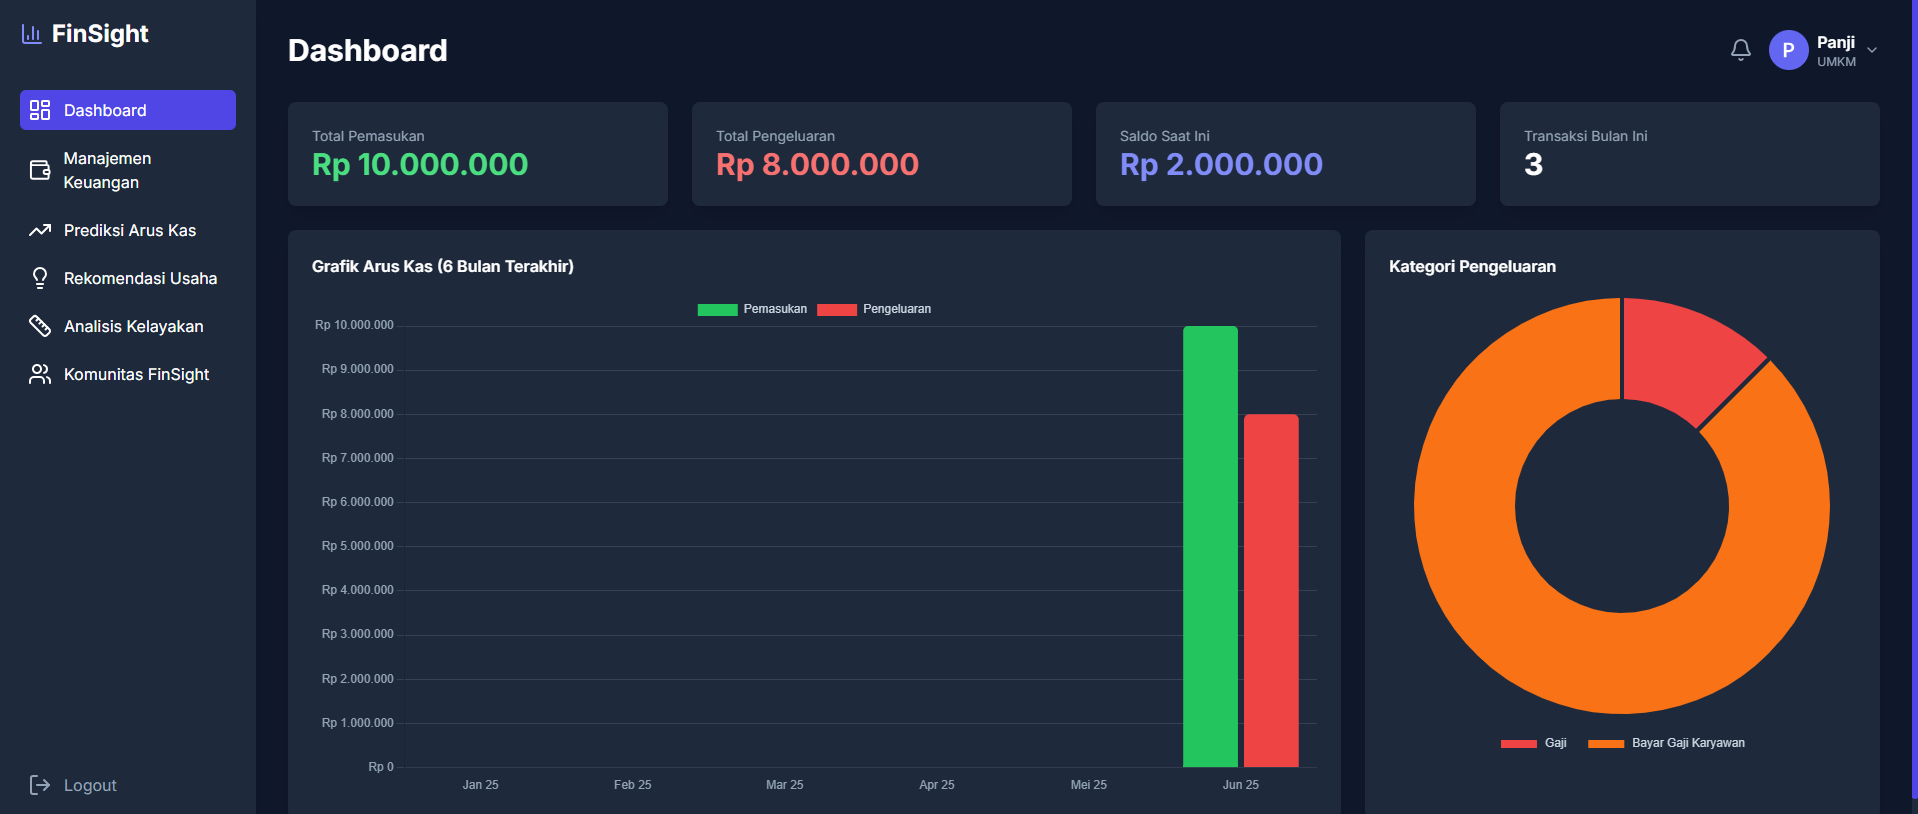 FinSight
Dashboard
Manajemen
Keuangan
Prediksi Arus Kas
Rekomendasi Usaha
Analisis Kelayakan
Komunitas FinSight
Logout
Dashboard
P
Panji
UMKM
Total Pemasukan
Rp 10.000.000
Total Pengeluaran
Rp 8.000.000
Saldo Saat Ini
Rp 2.000.000
Transaksi Bulan Ini
3
Grafik Arus Kas (6 Bulan Terakhir)
Pemasukan Pengeluaran
Rp 10.000.000
Rp 9.000.000
Rp 8.000.000
Rp 7.000.000
Rp 6.000.000
Rp 5.000.000
Rp 4.000.000
Rp 3.000.000
Rp 2.000.000
Rp 1.000.000
Rp 0
Jan 25 Feb 25 Mar 25 Apr 25 Mei 25 Jun 25
Kategori Pengeluaran
Gaji Bayar Gaji Karyawan